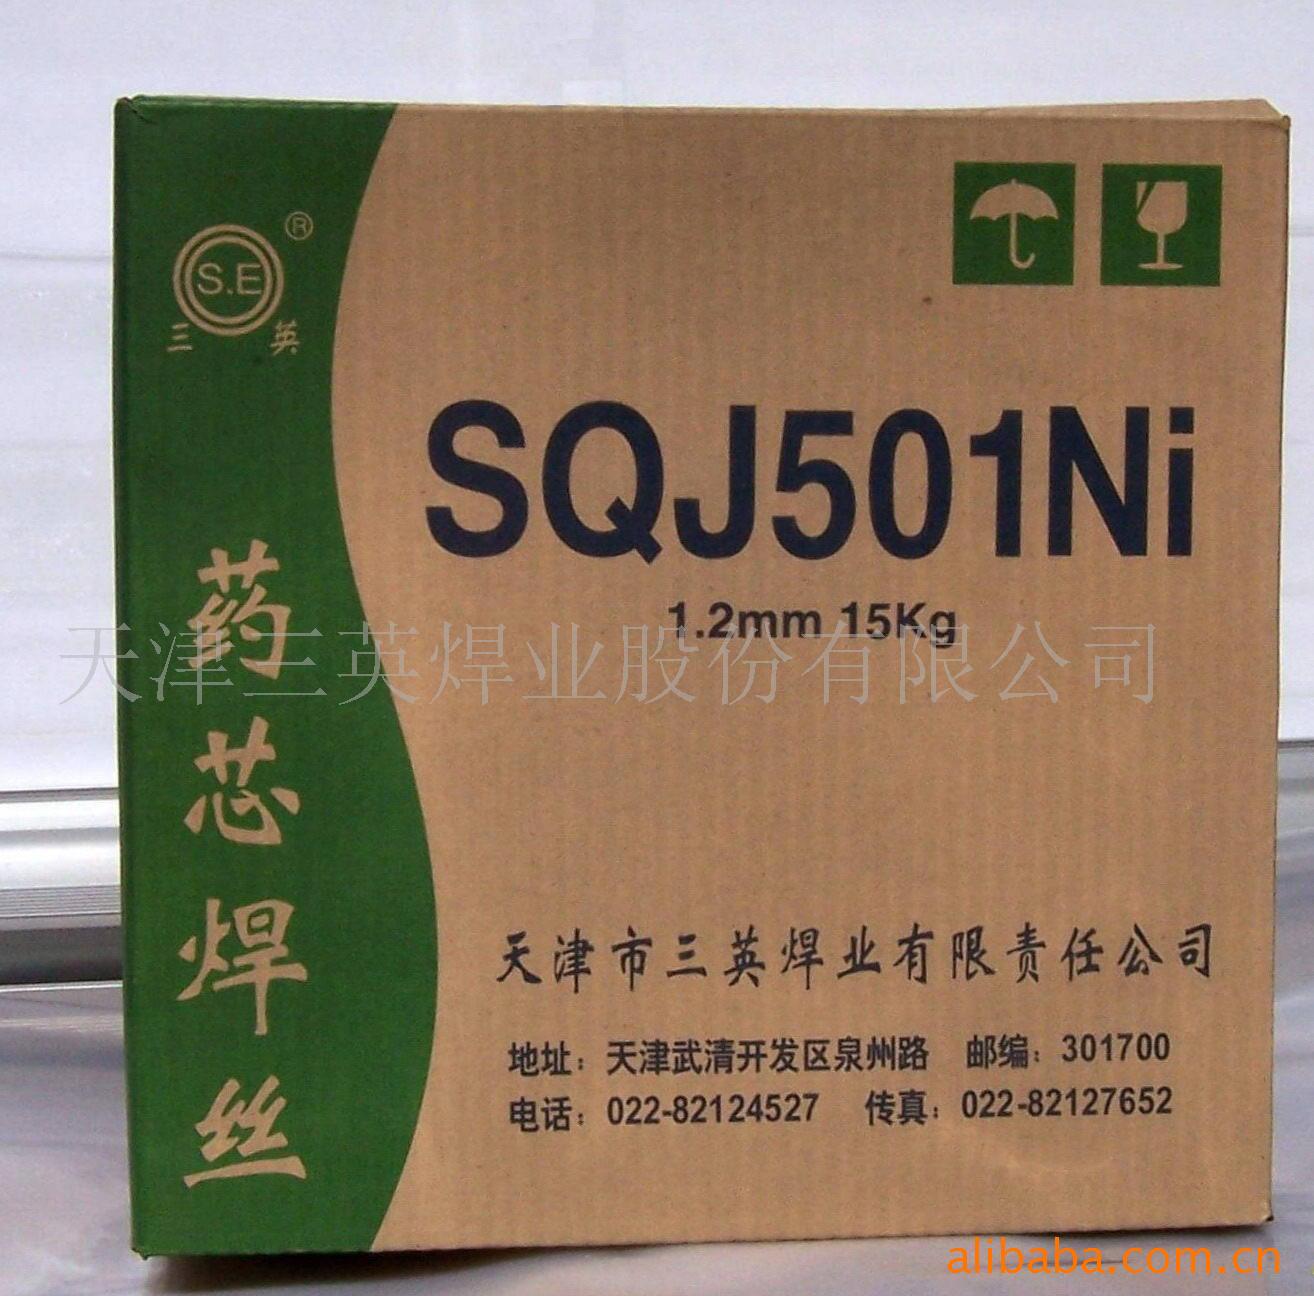 ®
S.E
三 英
SQJ501Ni
1.2mm 15Kg
天津三英焊业股份有限公司
药芯焊丝
天津市三英焊业有限责任公司
地址：天津武清开发区泉州路 邮编：301700
电话：022-82124527 传真：022-82127652
alibaba.com.cn